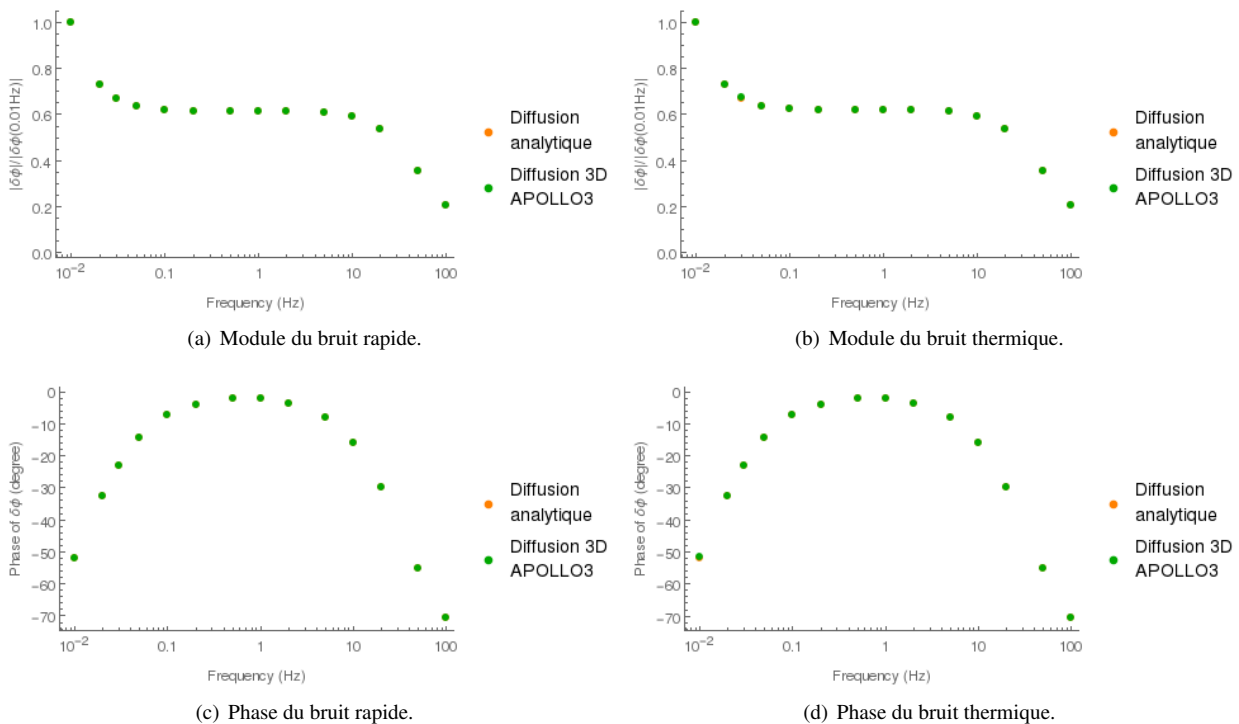 |δϕ|/|δϕ(0.01Hz)|
1.0
0.8
0.6
0.4
0.2
0.0
10⁻²
0.1
1
10
100
Frequency (Hz)
Diffusion
analytique
Diffusion 3D
APOLLO3
(a) Module du bruit rapide.
|δϕ|/|δϕ(0.01Hz)|
1.0
0.8
0.6
0.4
0.2
0.0
10⁻²
0.1
1
10
100
Frequency (Hz)
Diffusion
analytique
Diffusion 3D
APOLLO3
(b) Module du bruit thermique.
Phase of δϕ (degree)
0
−10
−20
−30
−40
−50
−60
−70
10⁻²
0.1
1
10
100
Frequency (Hz)
Diffusion
analytique
Diffusion 3D
APOLLO3
(c) Phase du bruit rapide.
Phase of δϕ (degree)
0
−10
−20
−30
−40
−50
−60
−70
10⁻²
0.1
1
10
100
Frequency (Hz)
Diffusion
analytique
Diffusion 3D
APOLLO3
(d) Phase du bruit thermique.